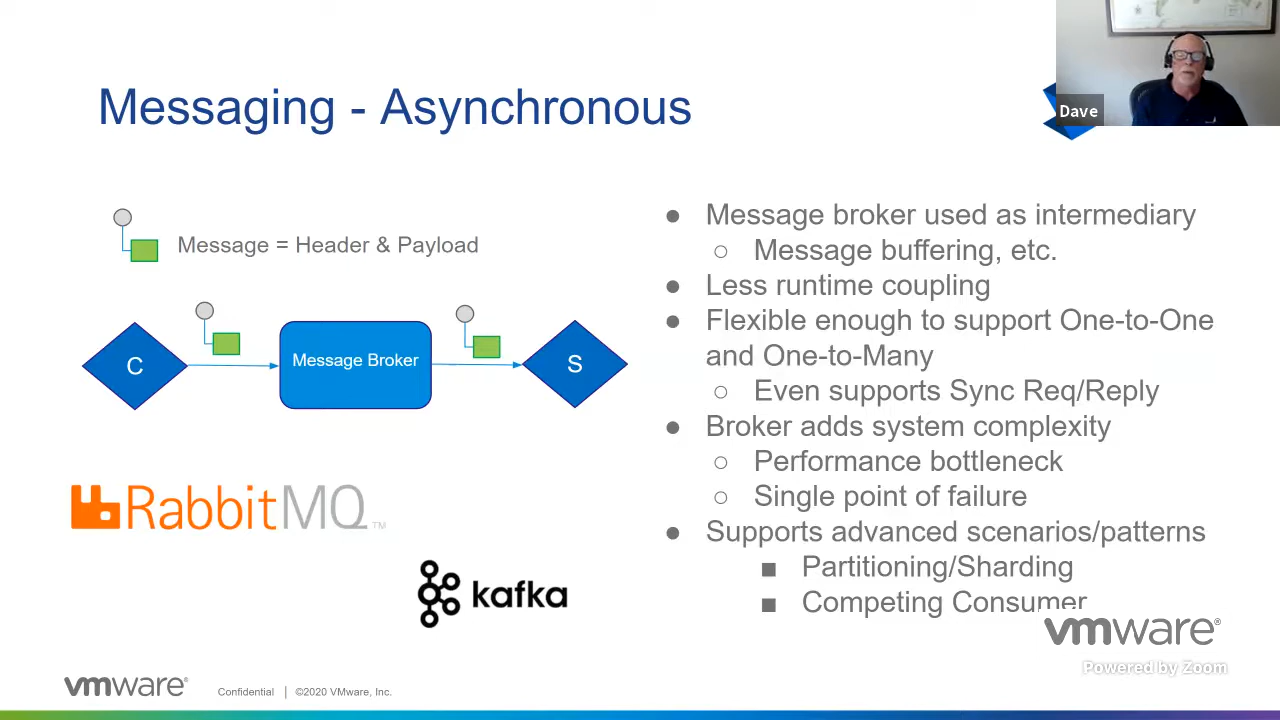 Messaging - Asynchronous
Dave
Message = Header & Payload
C
Message Broker
S
RabbitMQ™
kafka
● Message broker used as intermediary
○ Message buffering, etc.
● Less runtime coupling
● Flexible enough to support One-to-One
and One-to-Many
○ Even supports Sync Req/Reply
● Broker adds system complexity
○ Performance bottleneck
○ Single point of failure
● Supports advanced scenarios/patterns
■ Partitioning/Sharding
■ Competing Consumer
vmware®
Powered by Zoom
vmware®
Confidential | ©2020 VMware, Inc.